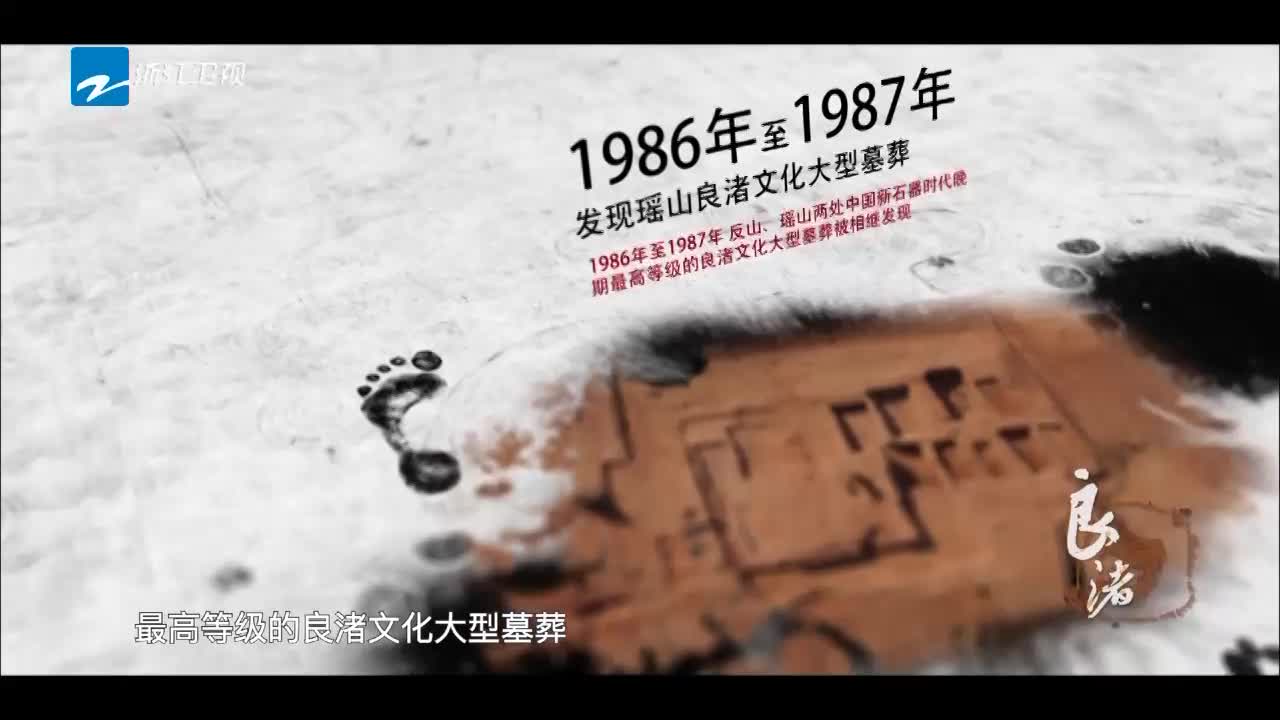 浙江卫视
1986年至1987年
发现瑶山良渚文化大型墓葬
1986年至1987年 反山、瑶山两处中国新石器时代晚
期最高等级的良渚文化大型墓葬被相继发现
良渚
最高等级的良渚文化大型墓葬